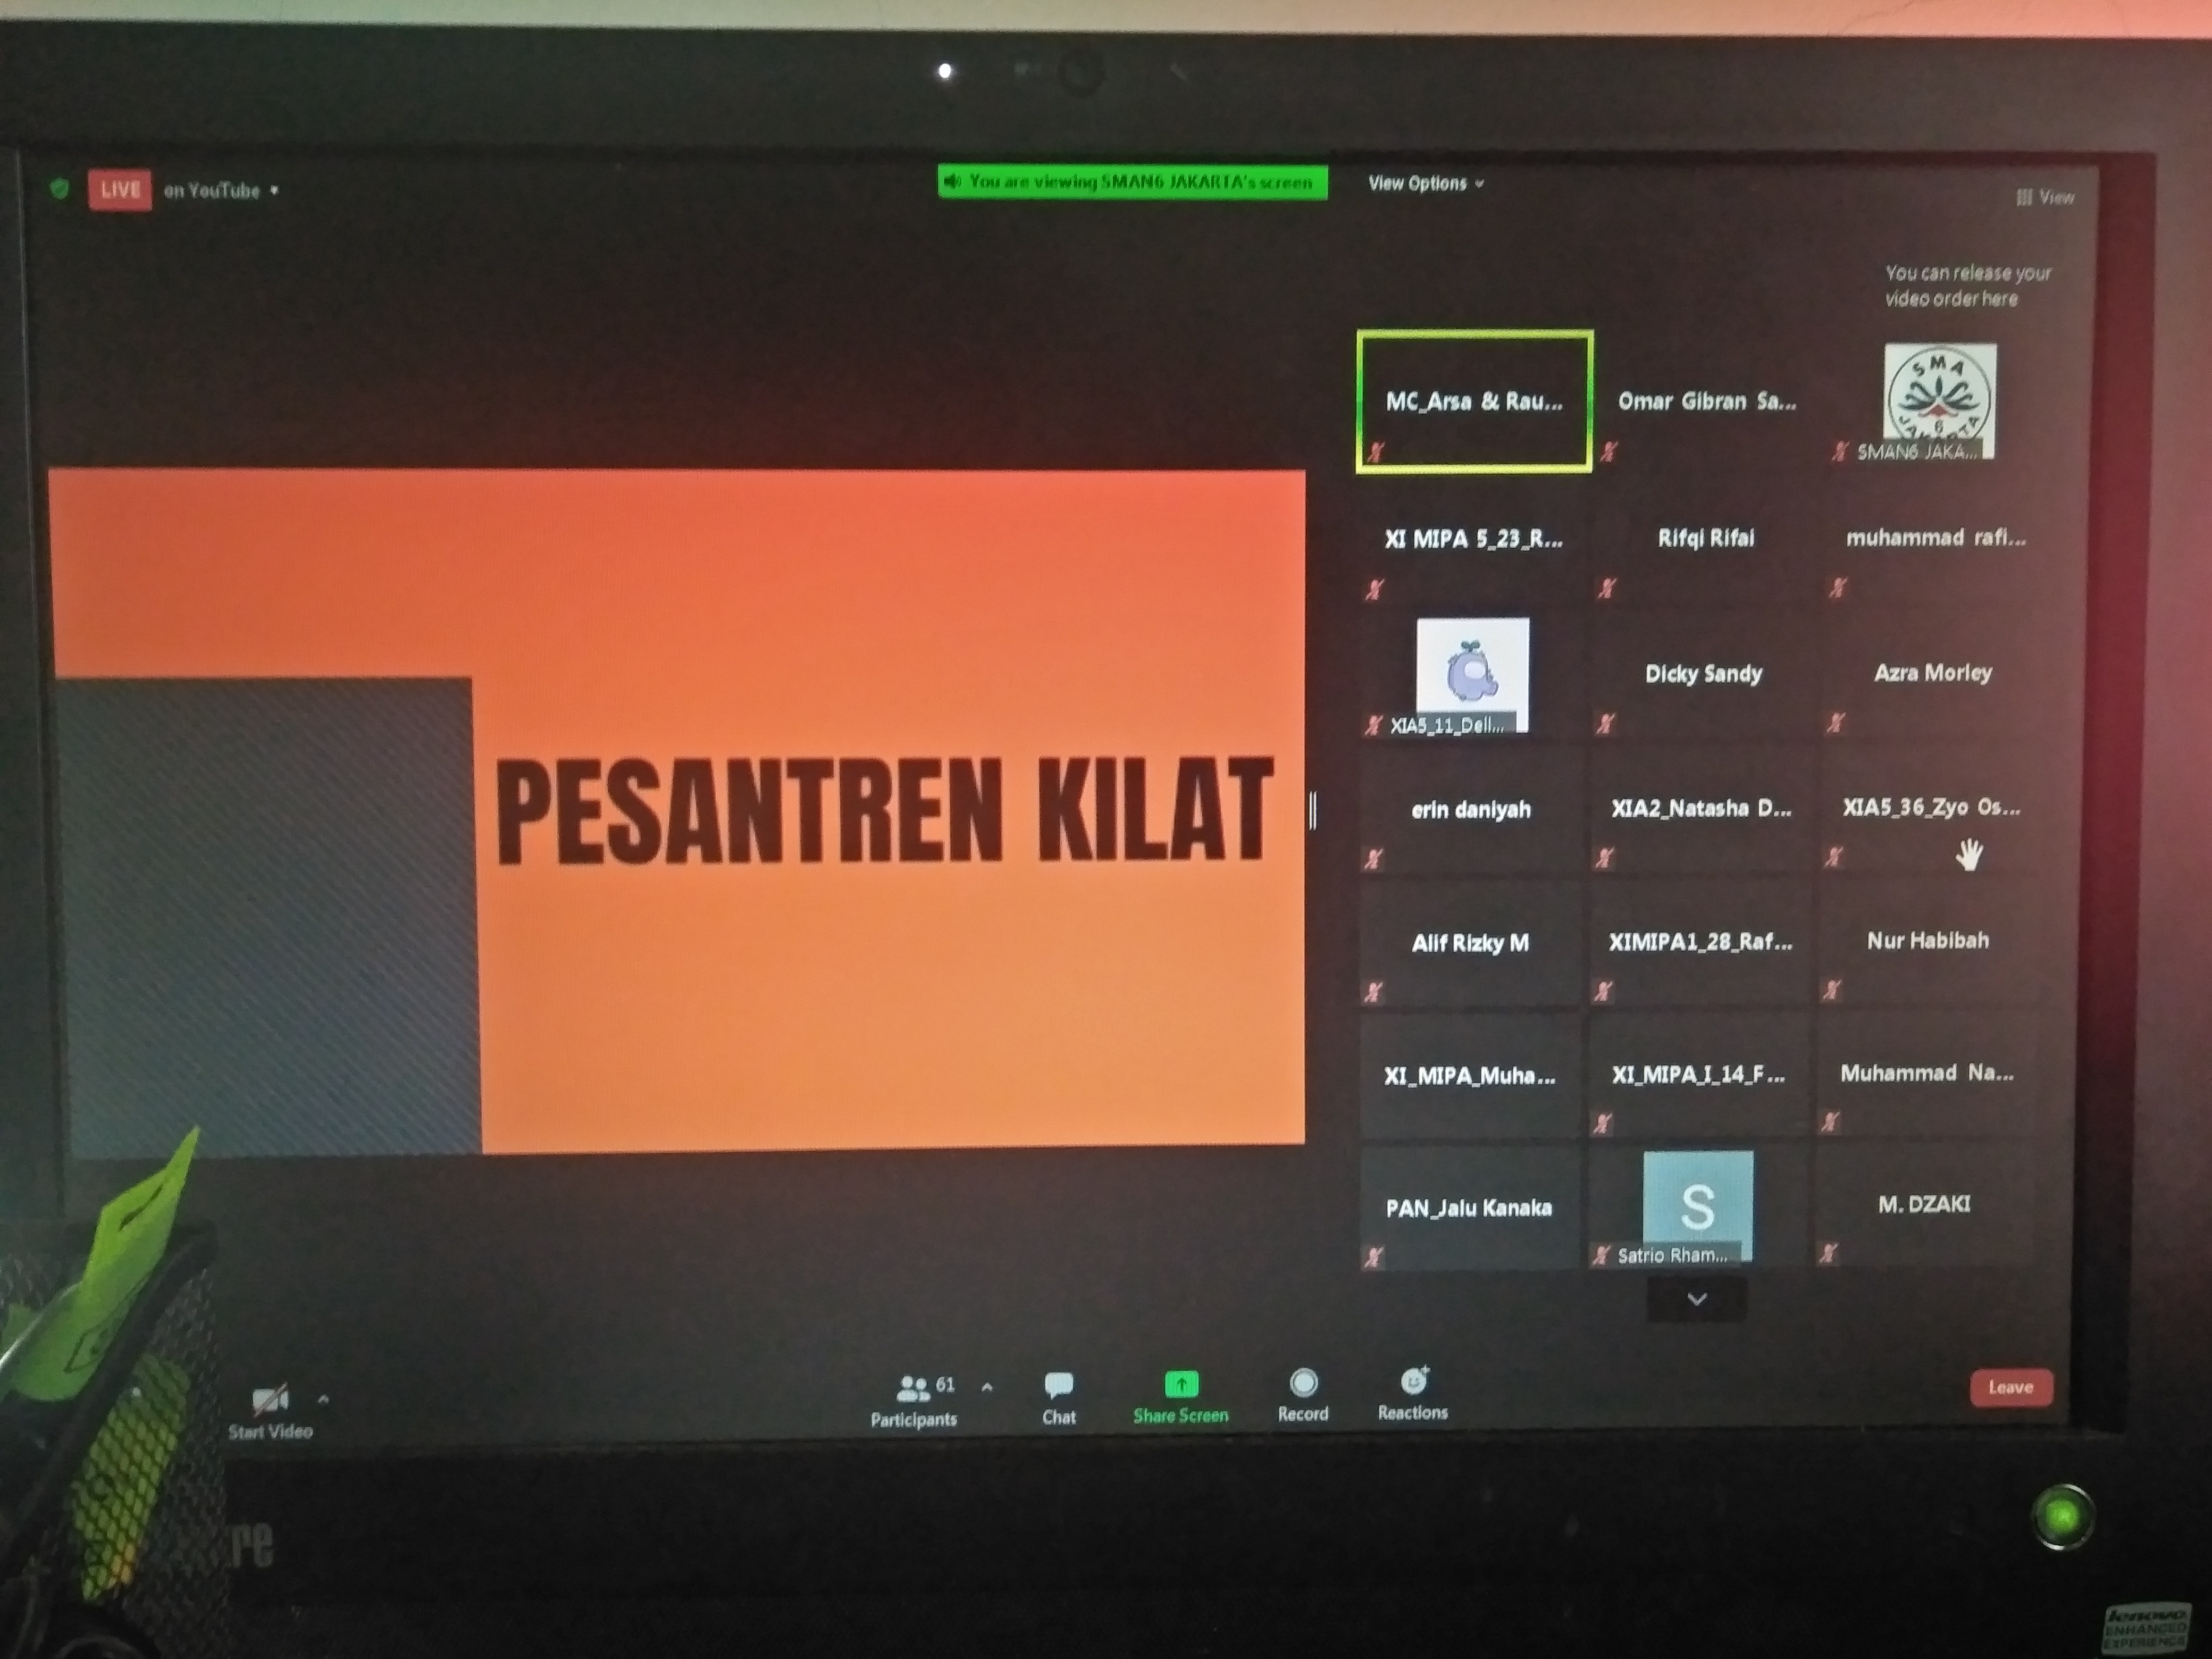 LIVE on YouTube
You are viewing SMAN6 JAKARTA's screen
View Options
View
You can release your
video order here
MC_Arsa & Rau...
Omar Gibran Sa...
SMA
6
JAKARTA
SMAN6 JAKA...
XI MIPA 5_23_R...
Rifqi Rifai
muhammad rafi...
XIA5_11_Dell...
Dicky Sandy
Azra Morley
PESANTREN KILAT
erin daniyah
XIA2_Natasha D...
XIA5_36_Zyo Os...
Alif Rizky M
XIMIPA1_28_Raf...
Nur Habibah
XI_MIPA_Muha...
XI_MIPA_I_14_F...
Muhammad Na...
PAN_Jalu Kanaka
S
Satrio Rham...
M. DZAKI
Start Video
61
Participants
Chat
Share Screen
Record
Reactions
Leave
re
lenovo
ENHANCED
EXPERIENCE